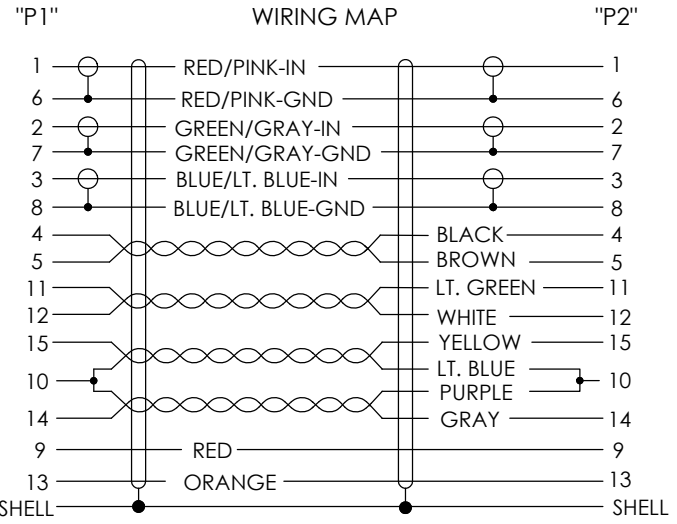 "P1" WIRING MAP "P2"
1 RED/PINK-IN 1
6 RED/PINK-GND 6
2 GREEN/GRAY-IN 2
7 GREEN/GRAY-GND 7
3 BLUE/LT. BLUE-IN 3
8 BLUE/LT. BLUE-GND 8
4 BLACK 4
5 BROWN 5
11 LT. GREEN 11
12 WHITE 12
15 YELLOW 15
LT. BLUE
10 10
PURPLE
14 GRAY 14
9 RED 9
13 ORANGE 13
SHELL SHELL